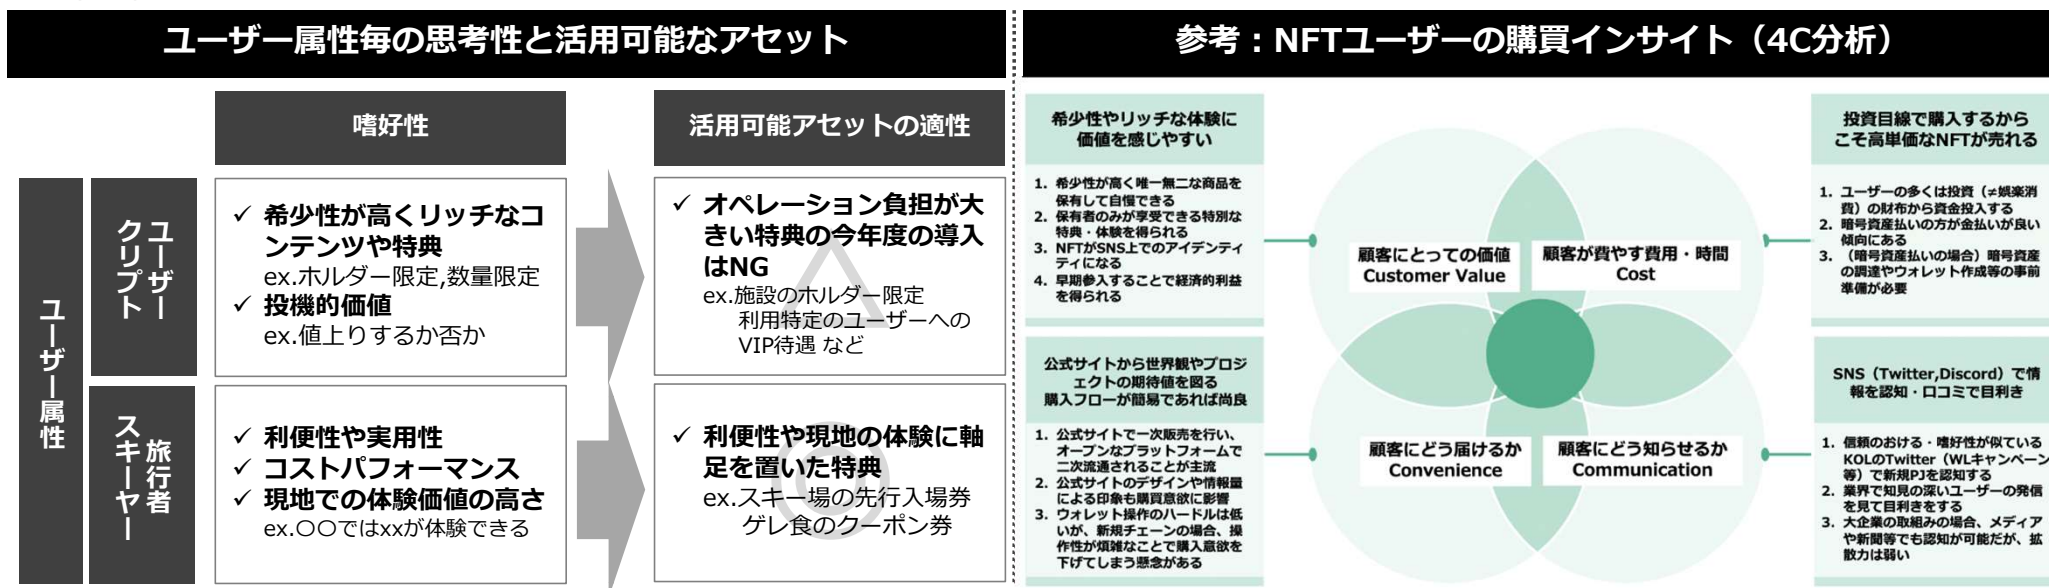 ユーザー属性毎の思考性と活用可能なアセット
嗜好性
活用可能アセットの適性
ユーザー属性
クリプト
ユーザー
✓ 希少性が高くリッチなコ
ンテンツや特典
ex.ホルダー限定,数量限定
✓ 投機的価値
ex.値上りするか否か
✓ オペレーション負担が大
きい特典の今年度の導入
はNG
ex.施設のホルダー限定
利用特定のユーザーへの
VIP待遇 など
スキーヤー
旅行者
✓ 利便性や実用性
✓ コストパフォーマンス
✓ 現地での体験価値の高さ
ex.〇〇ではxxが体験できる
✓ 利便性や現地の体験に軸
足を置いた特典
ex.スキー場の先行入場券
ゲレ食のクーポン券
参考：NFTユーザーの購買インサイト（4C分析）
希少性やリッチな体験に
価値を感じやすい
1. 希少性が高く唯一無二な商品を
保有して自慢できる
2. 保有者のみが享受できる特別な
特典・体験を得られる
3. NFTがSNS上でのアイデンティ
ティになる
4. 早期参入することで経済的利益
を得られる
公式サイトから世界観やプロジ
ェクトの期待値を図る
購入フローが簡易であれば尚良
1. 公式サイトで一次販売を行い、
オープンなプラットフォームで
二次流通されることが主流
2. 公式サイトのデザインや情報量
による印象も購買意欲に影響
3. ウォレット操作のハードルは低
いが、新規チェーンの場合、操
作性が煩雑なことで購入意欲を
下げてしまう懸念がある
顧客にとっての価値
Customer Value
顧客が費やす費用・時間
Cost
顧客にどう届けるか
Convenience
顧客にどう知らせるか
Communication
投資目線で購入するから
こそ高単価なNFTが売れる
1. ユーザーの多くは投資（≠娯楽消
費）の財布から資金投入する
2. 暗号資産払いの方が金払いが良い
傾向にある
3. （暗号資産払いの場合）暗号資産
の調達やウォレット作成等の事前
準備が必要
SNS（Twitter,Discord）で情
報を認知・口コミで目利き
1. 信頼のおける・嗜好性が似ている
KOLのTwitter（WLキャンペーン
等）で新規PJを認知する
2. 業界で知見の深いユーザーの発信
を見て目利きをする
3. 大企業の取組みの場合、メディア
や新聞等でも認知が可能だが、拡
散力は弱い